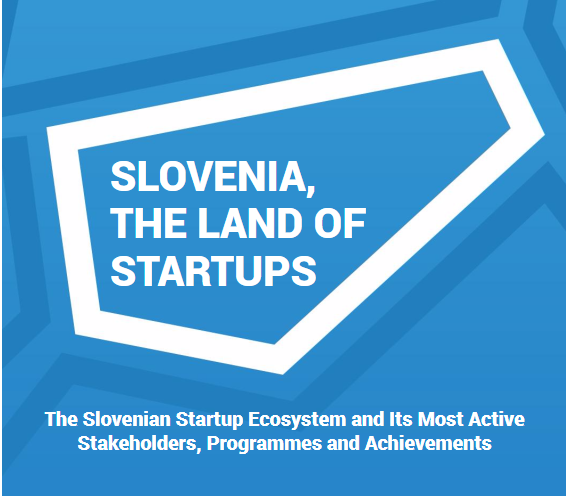 SLOVENIA,
THE LAND OF
STARTUPS
The Slovenian Startup Ecosystem and Its Most Active
Stakeholders, Programmes and Achievements